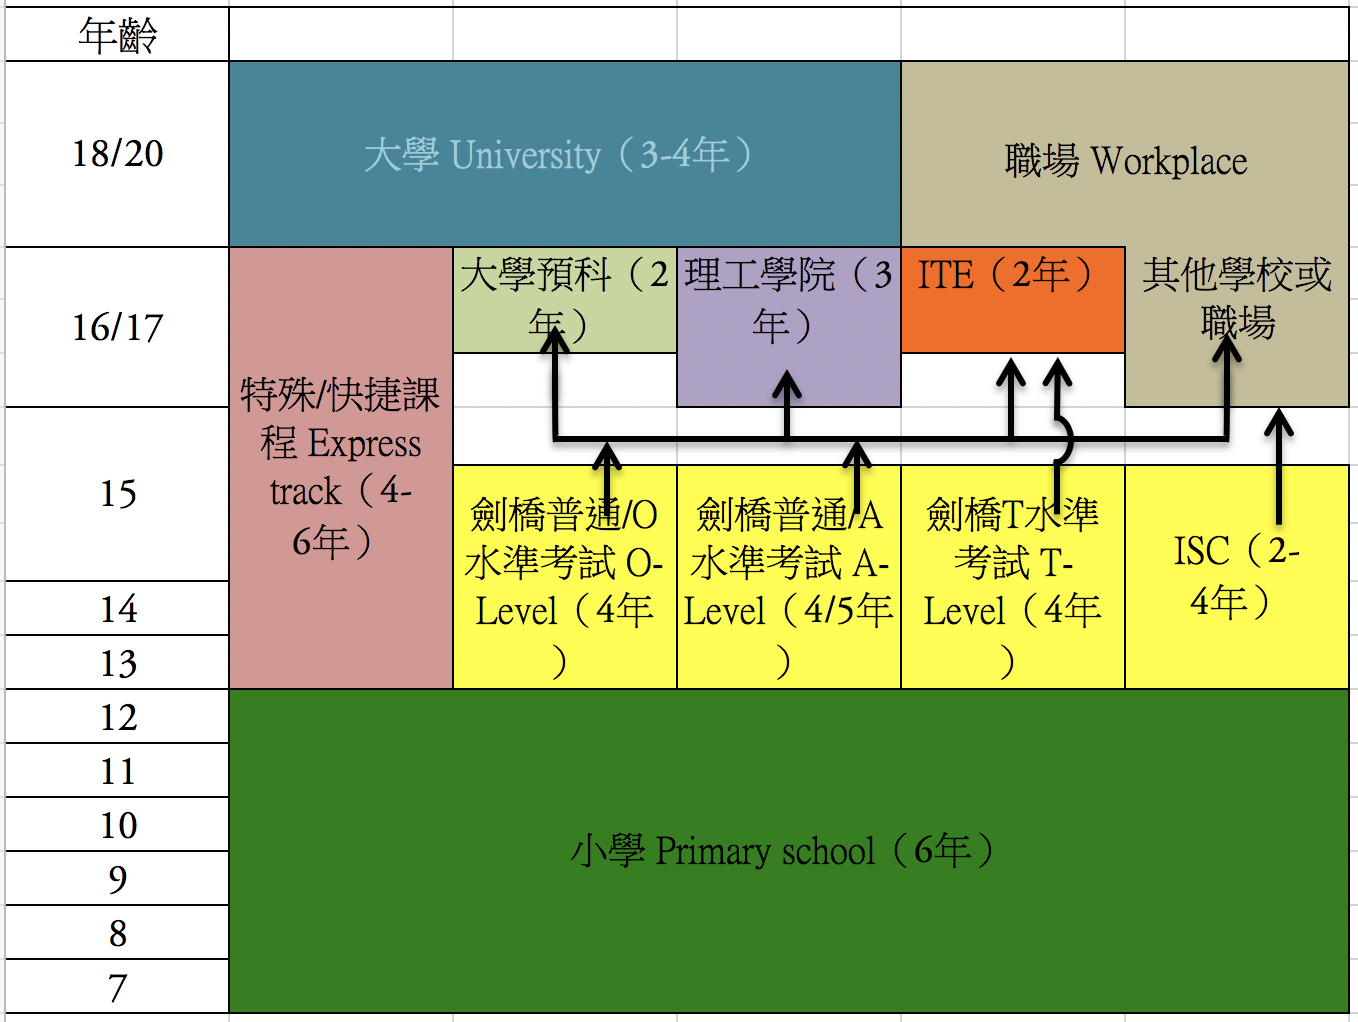 年齡
18/20
大學 University（3-4年）
職場 Workplace
16/17
大學預科（2
年）
理工學院（3
年）
ITE（2年）
其他學校或
職場
特殊/快捷課
程 Express
track（4-
6年）
15
劍橋普通/O
水準考試 O-
Level（4年
）
劍橋普通/A
水準考試 A-
Level（4/5年
）
劍橋T水準
考試 T-
Level（4年
）
ISC（2-
4年）
14
13
12
11
10
小學 Primary school（6年）
9
8
7